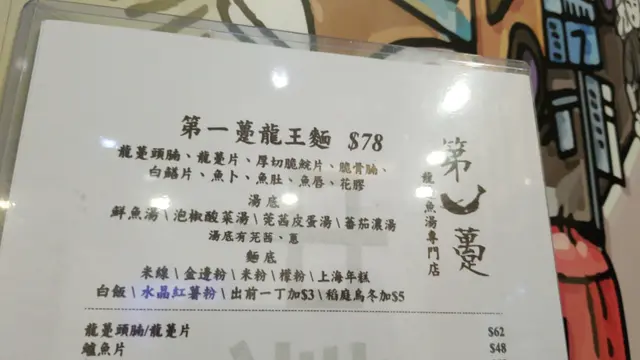 第一躉龍王麵 $78
龍躉頭腩、龍躉片、厚切脆鯇片、脆骨腩、
白鱔片、魚卜、魚肚、魚唇、花膠
湯底
鮮魚湯\泡椒酸菜湯\芫茜皮蛋湯\蕃茄濃湯
湯底有芫茜、蔥
麵底
米線\金邊粉\米粉\檬粉\上海年糕
白飯\水晶紅薯粉\出前一丁加$3\稻庭烏冬加$5
龍躉頭腩/龍躉片 $62
鱸魚片 $48
第一躉
魚湯專門店